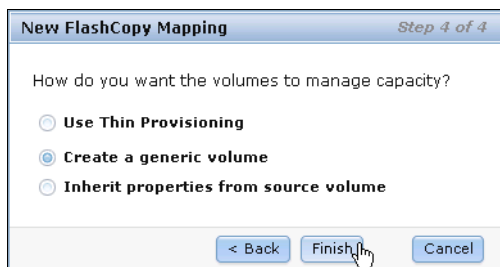 New FlashCopy Mapping Step 4 of 4
How do you want the volumes to manage capacity?
Use Thin Provisioning
Create a generic volume
Inherit properties from source volume
< Back Finish Cancel